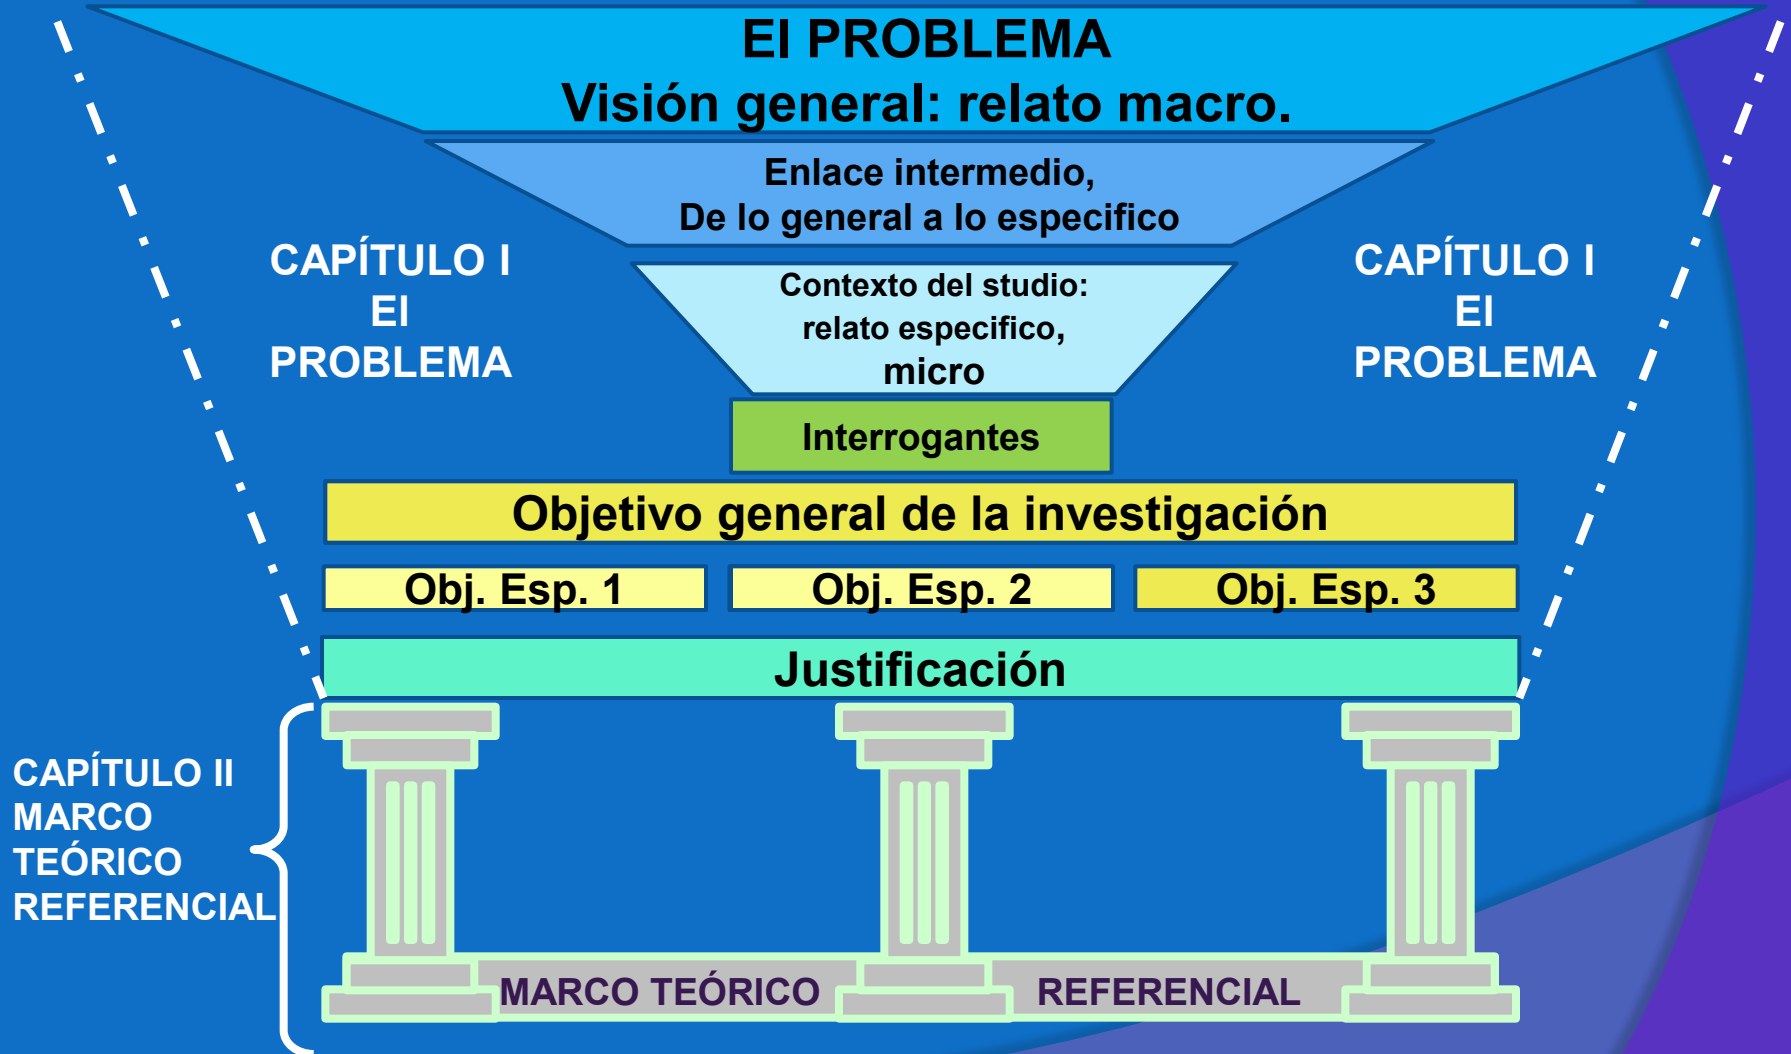 El PROBLEMA
Visión general: relato macro.
Enlace intermedio,
De lo general a lo especifico
CAPÍTULO I
El
PROBLEMA
Contexto del studio:
relato especifico,
micro
CAPÍTULO I
El
PROBLEMA
Interrogantes
Objetivo general de la investigación
Obj. Esp. 1
Obj. Esp. 2
Obj. Esp. 3
Justificación
CAPÍTULO II
MARCO
TEÓRICO
REFERENCIAL
MARCO TEÓRICO
REFERENCIAL